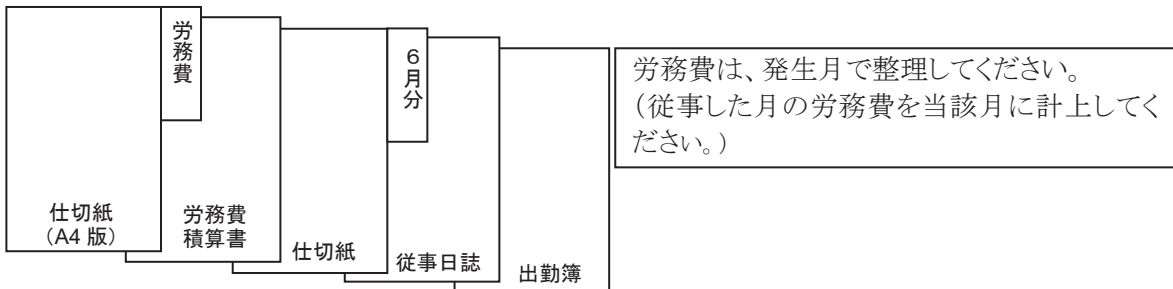 労務費
6月分
労務費は、発生月で整理してください。
（従事した月の労務費を当該月に計上してく
ださい。）
仕切紙
（A4 版）
労務費
積算書
仕切紙
従事日誌
出勤簿